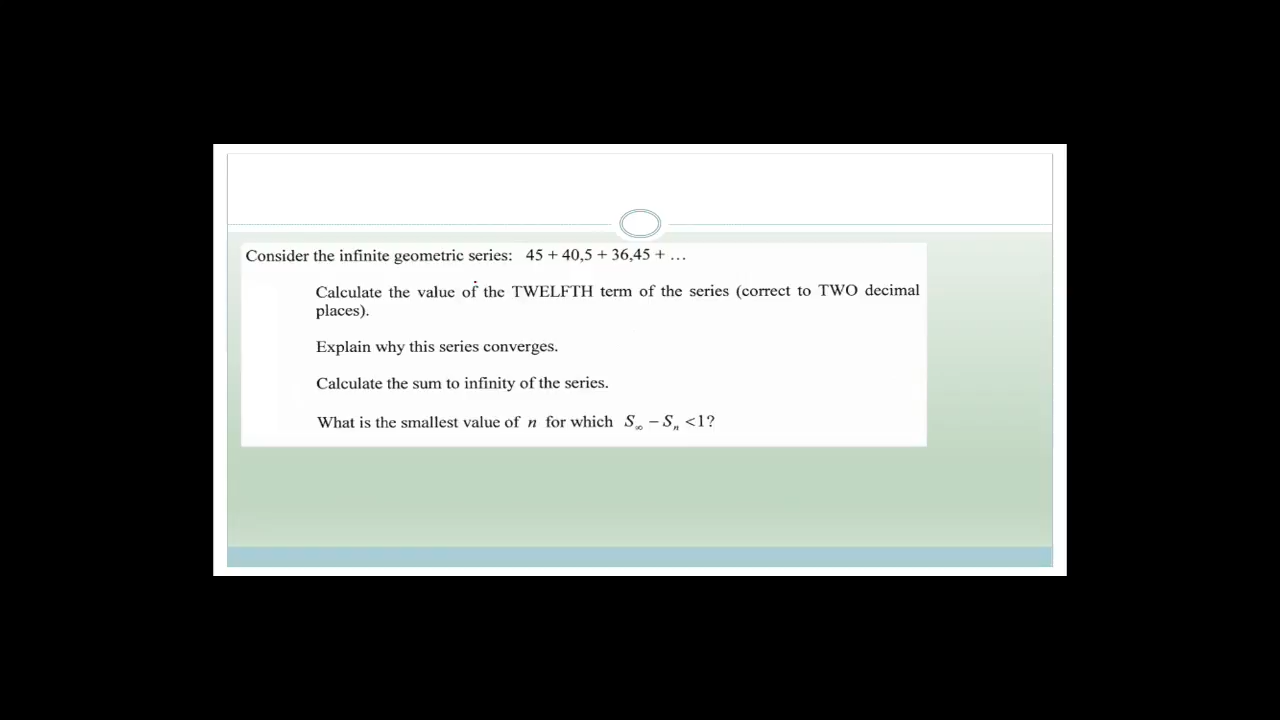 Consider the infinite geometric series: 45 + 40,5 + 36,45 + …
Calculate the value of the TWELFTH term of the series (correct to TWO decimal
places).
Explain why this series converges.
Calculate the sum to infinity of the series.
What is the smallest value of n for which S∞ − Sₙ < 1?